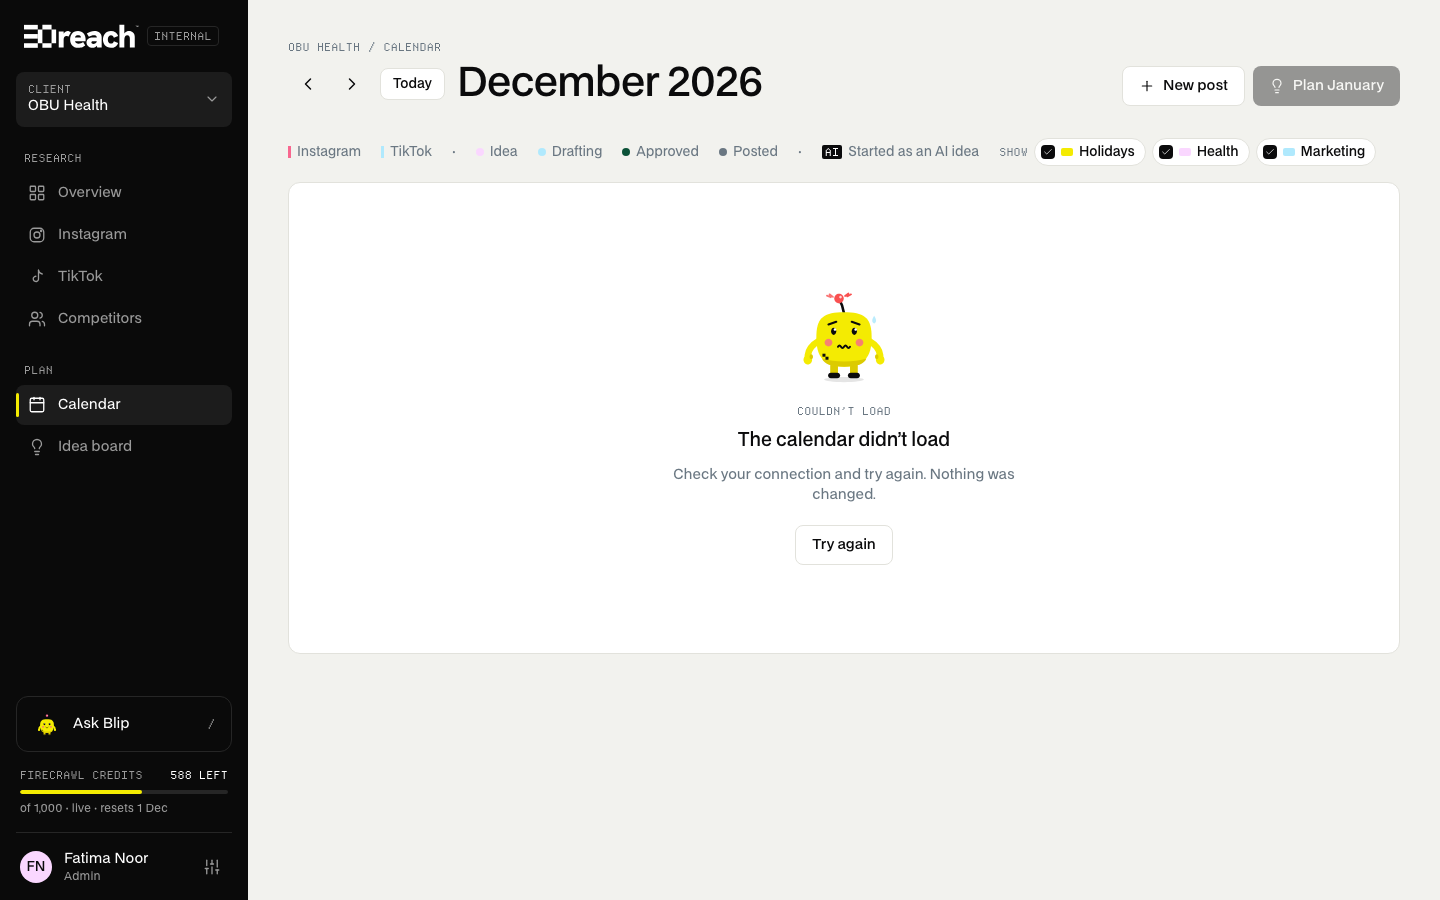 reach
INTERNAL
CLIENT
OBU Health
RESEARCH
Overview
Instagram
TikTok
Competitors
PLAN
Calendar
Idea board
Ask Blip
/
FIRECRAWL CREDITS 588 LEFT
of 1,000 · live · resets 1 Dec
FN
Fatima Noor
Admin
OBU HEALTH / CALENDAR
Today
December 2026
New post
Plan January
Instagram TikTok · Idea Drafting Approved Posted · AI Started as an AI idea SHOW Holidays Health Marketing
COULDN'T LOAD
The calendar didn't load
Check your connection and try again. Nothing was
changed.
Try again